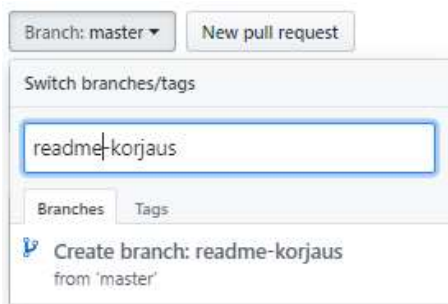 Branch: master New pull request
Switch branches/tags
readme-korjaus
Branches Tags
Create branch: readme-korjaus
from 'master'